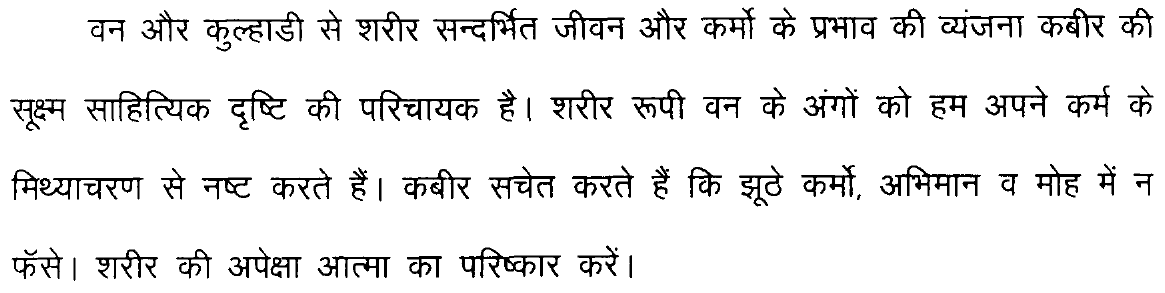 वन और कुल्हाडी से शरीर सन्दर्भित जीवन और कर्मो के प्रभाव की व्यंजना कबीर की
सूक्ष्म साहित्यिक दृष्टि की परिचायक है। शरीर रूपी वन के अंगों को हम अपने कर्म के
मिथ्याचरण से नष्ट करते हैं। कबीर सचेत करते हैं कि झूठे कर्मो, अभिमान व मोह में न
फॅसे। शरीर की अपेक्षा आत्मा का परिष्कार करें।